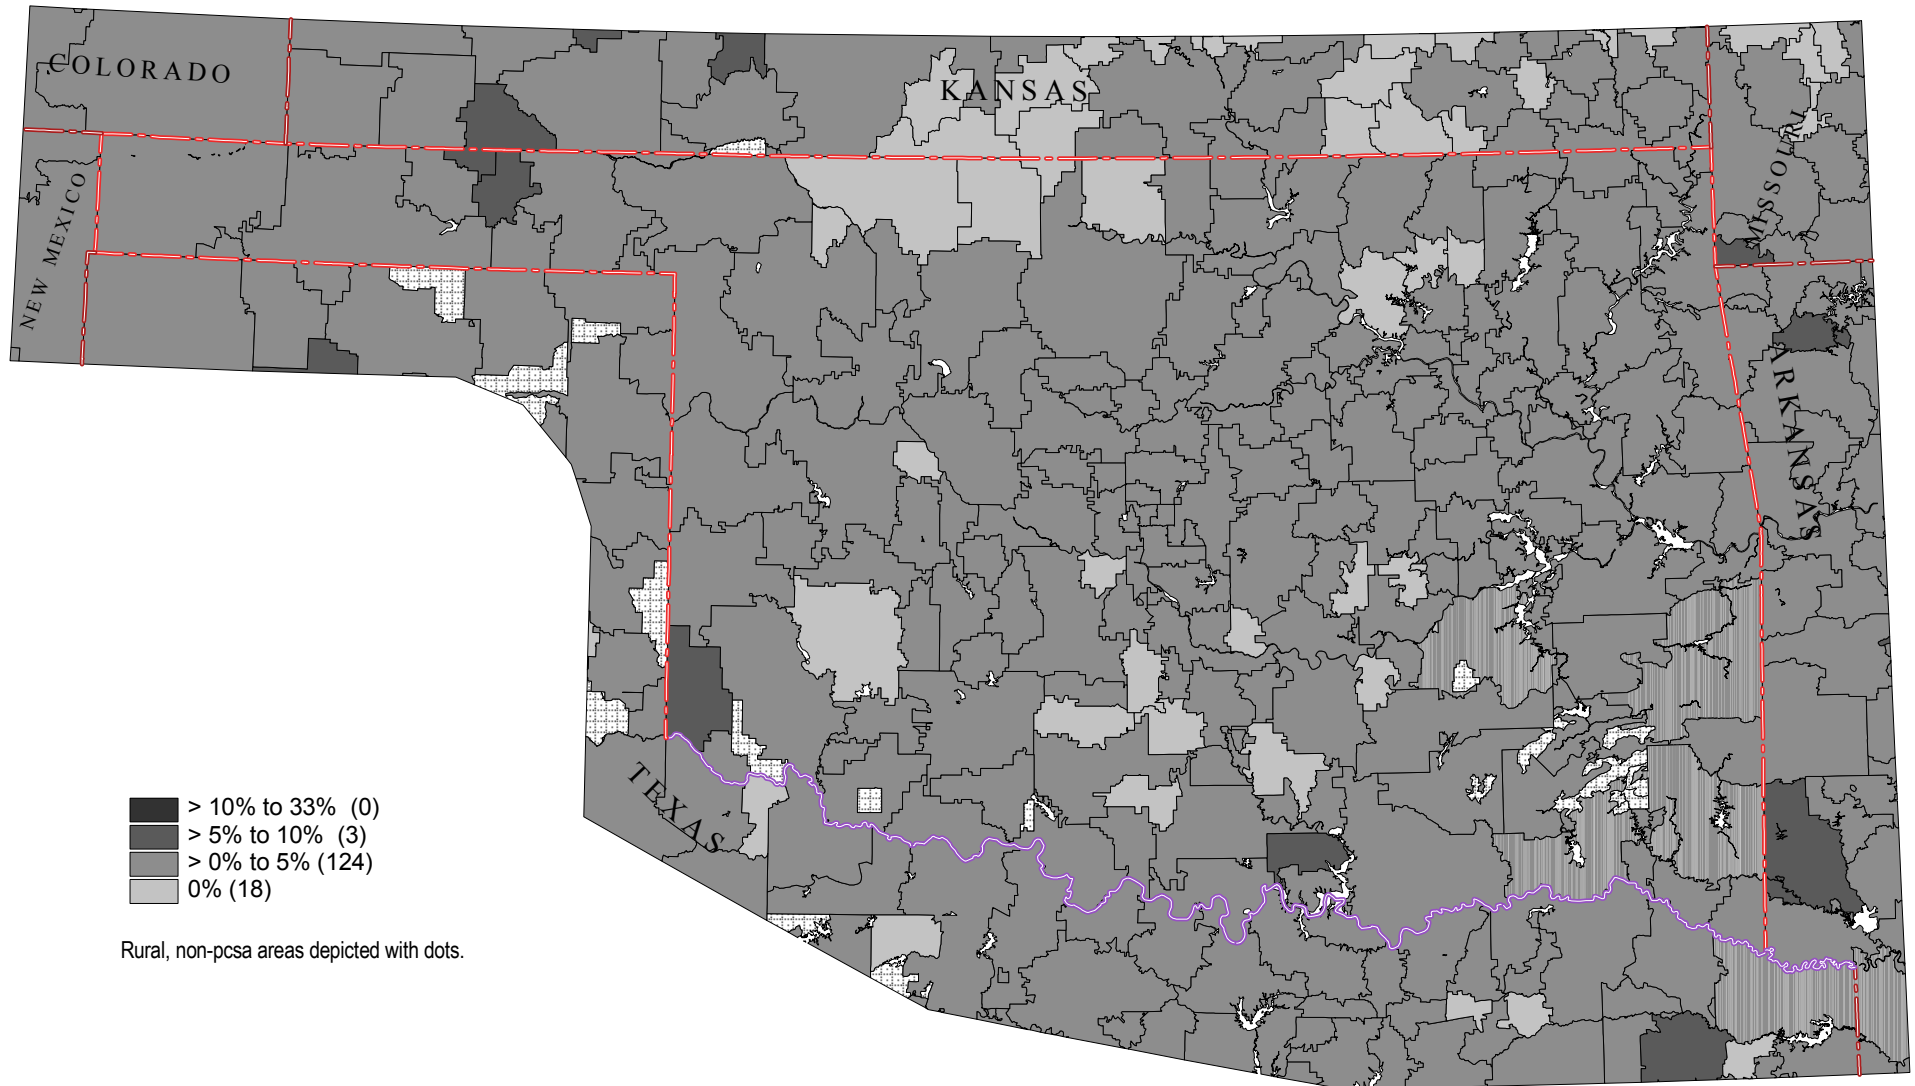 COLORADO
KANSAS
MISSOURI
NEW MEXICO
ARKANSAS
TEXAS
> 10% to 33% (0)
> 5% to 10% (3)
> 0% to 5% (124)
0% (18)
Rural, non-pcsa areas depicted with dots.